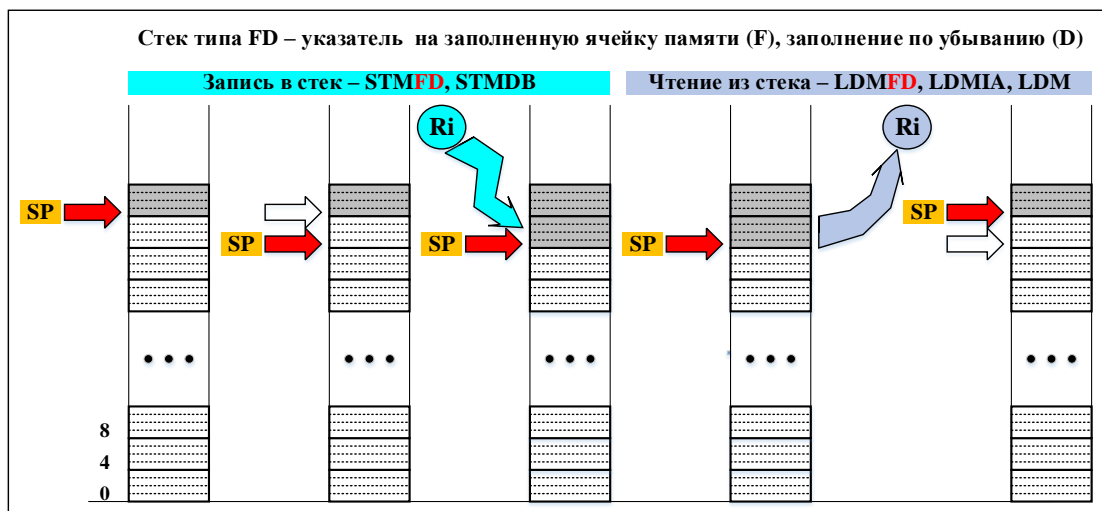 Стек типа FD – указатель на заполненную ячейку памяти (F), заполнение по убыванию (D)
Запись в стек – STMFD, STMDB
Чтение из стека – LDMFD, LDMIA, LDM
Ri
Ri
SP
SP
SP
SP
SP
• • •
• • •
• • •
• • •
• • •
8
4
0